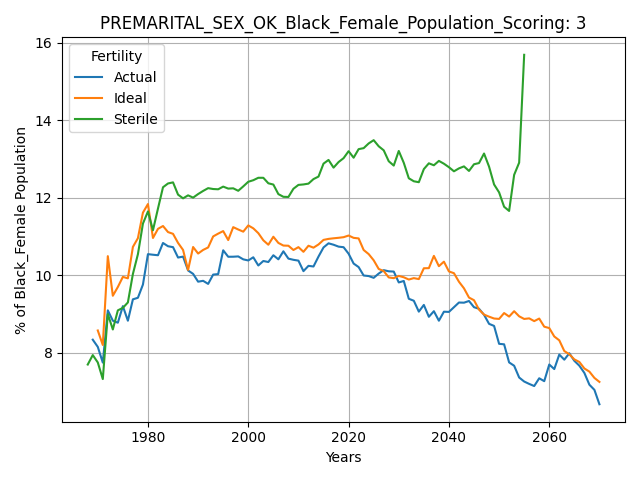 PREMARITAL_SEX_OK_Black_Female_Population_Scoring: 3
16
14
12
10
8
% of Black_Female Population
Fertility
Actual
Ideal
Sterile
1980
2000
2020
2040
2060
Years